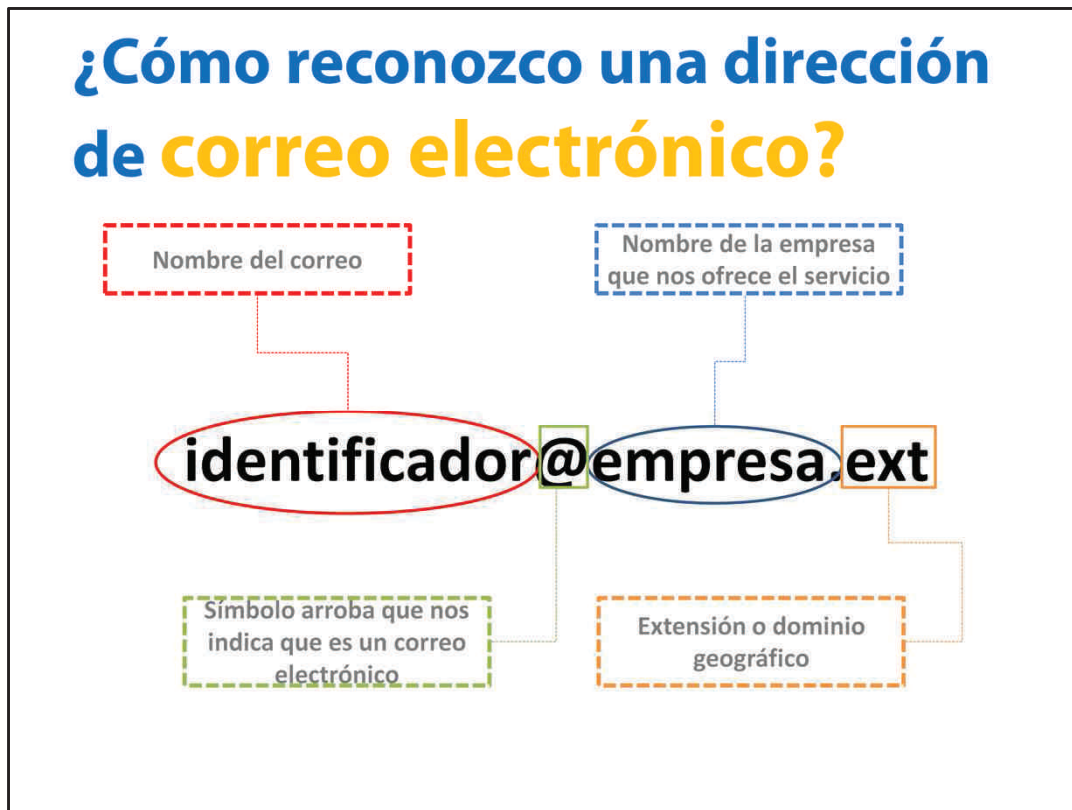 ¿Cómo reconozco una dirección
de correo electrónico?
Nombre del correo
Nombre de la empresa
que nos ofrece el servicio
identificador@empresa.ext
Símbolo arroba que nos
indica que es un correo
electrónico
Extensión o dominio
geográfico